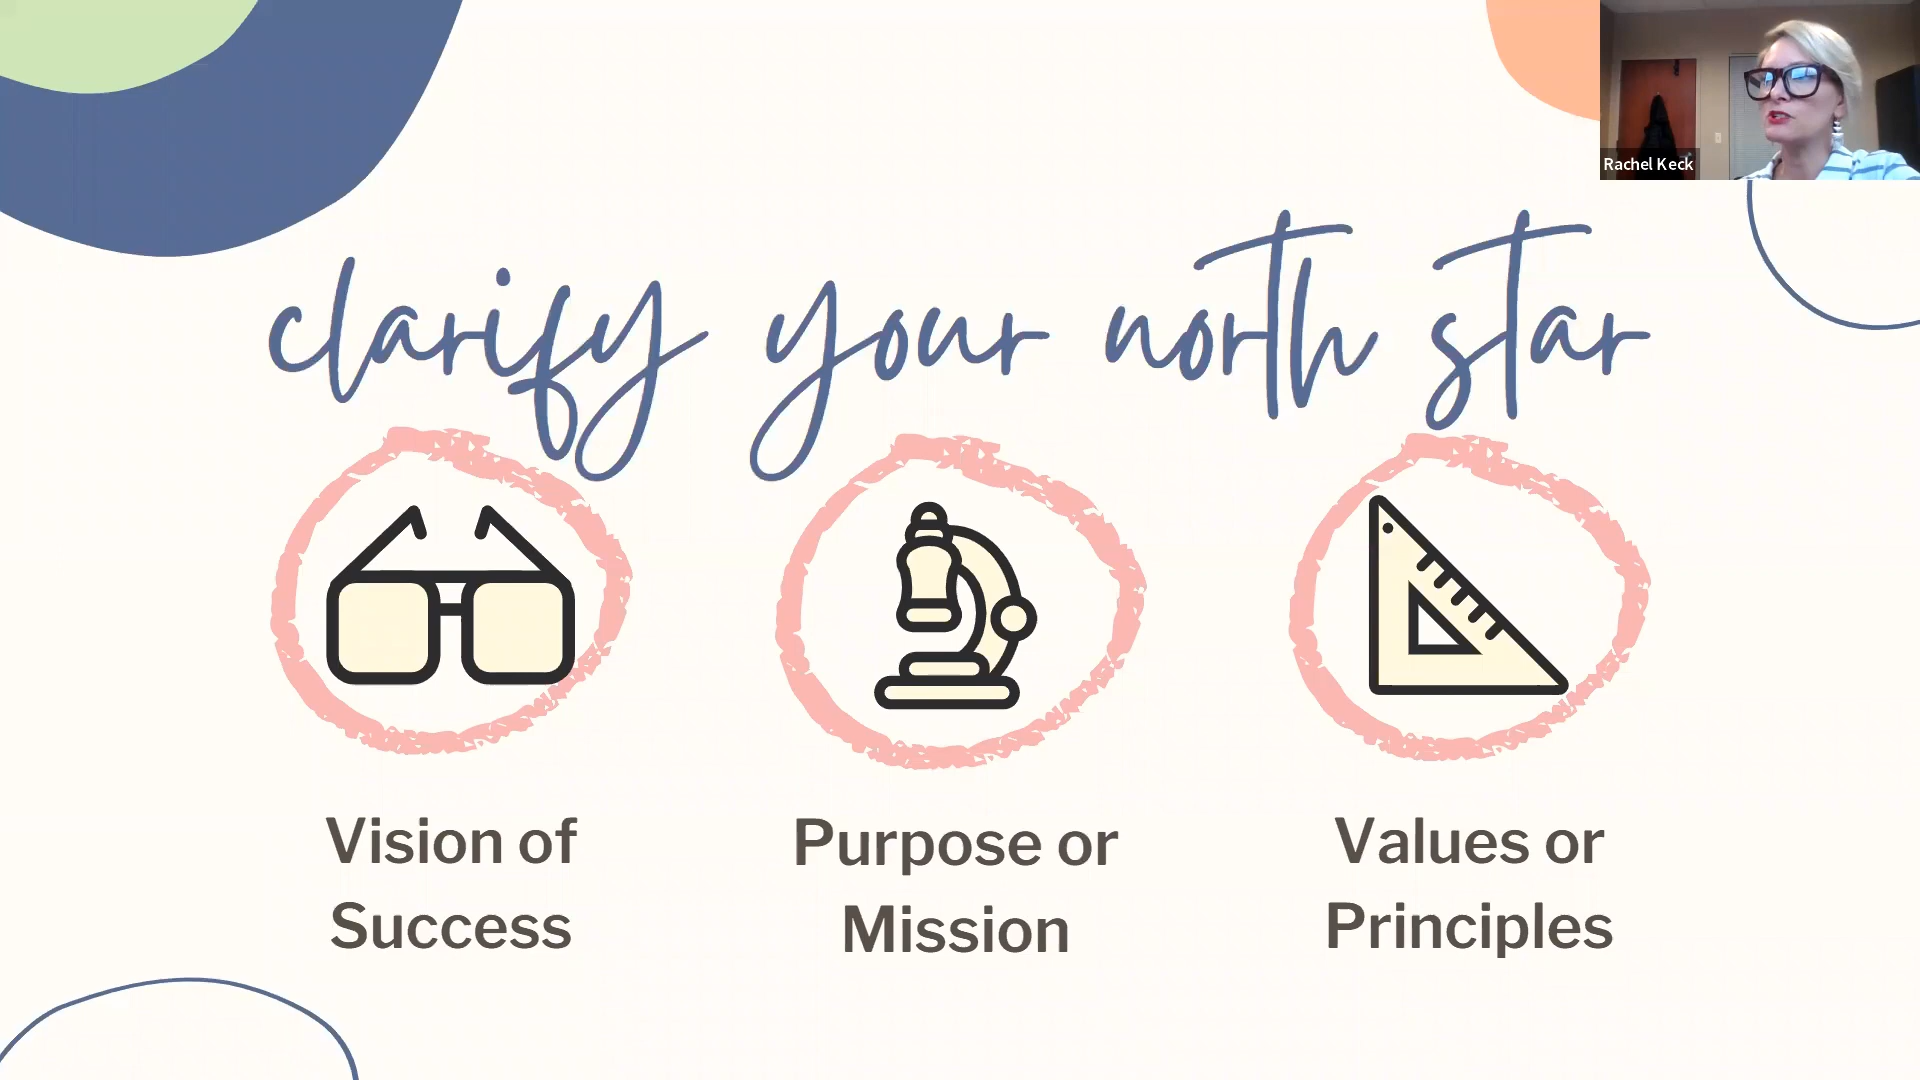 Rachel Keck
clarify your north star
Vision of
Success
Purpose or
Mission
Values or
Principles